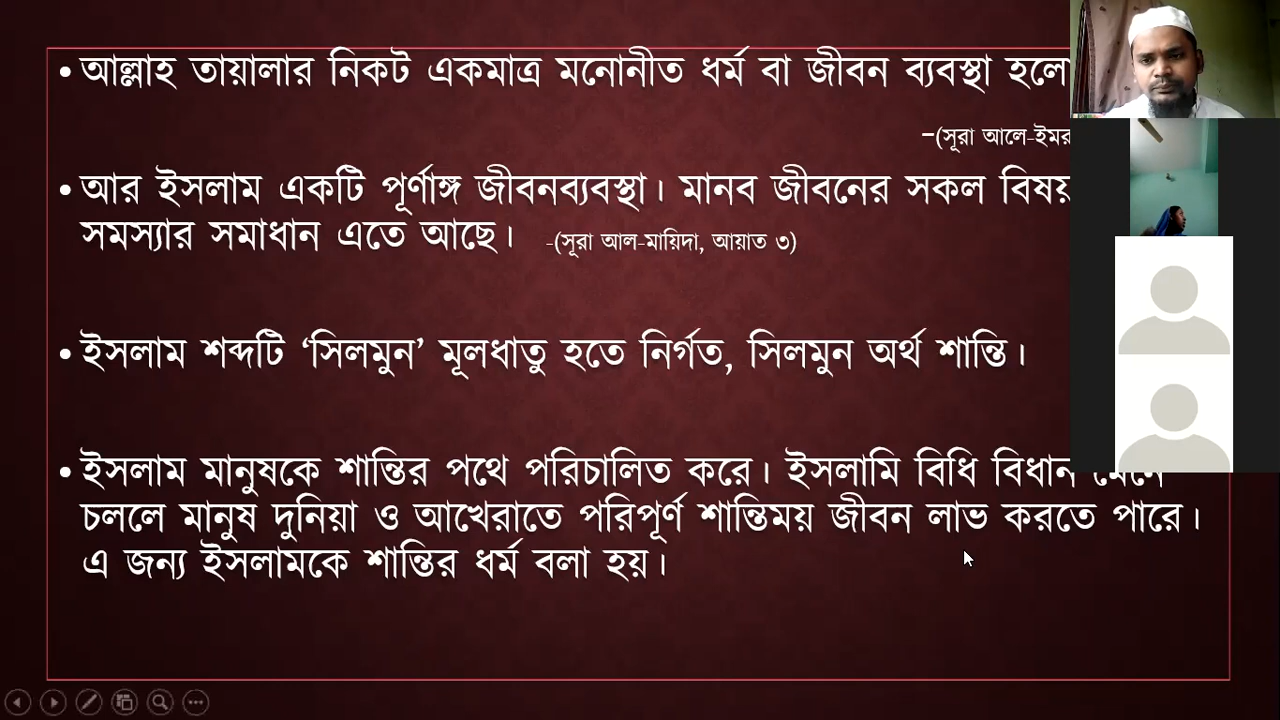 • আল্লাহ তায়ালার নিকট একমাত্র মনোনীত ধর্ম বা জীবন ব্যবস্থা হলো
-(সূরা আলে-ইমর
• আর ইসলাম একটি পূর্ণাঙ্গ জীবনব্যবস্থা। মানব জীবনের সকল বিষয়
সমস্যার সমাধান এতে আছে। -(সূরা আল-মায়িদা, আয়াত ৩)
• ইসলাম শব্দটি ‘সিলমুন’ মূলধাতু হতে নির্গত, সিলমুন অর্থ শান্তি।
• ইসলাম মানুষকে শান্তির পথে পরিচালিত করে। ইসলামি বিধি বিধান
চললে মানুষ দুনিয়া ও আখেরাতে পরিপূর্ণ শান্তিময় জীবন লাভ করতে পারে।
এ জন্য ইসলামকে শান্তির ধর্ম বলা হয়।